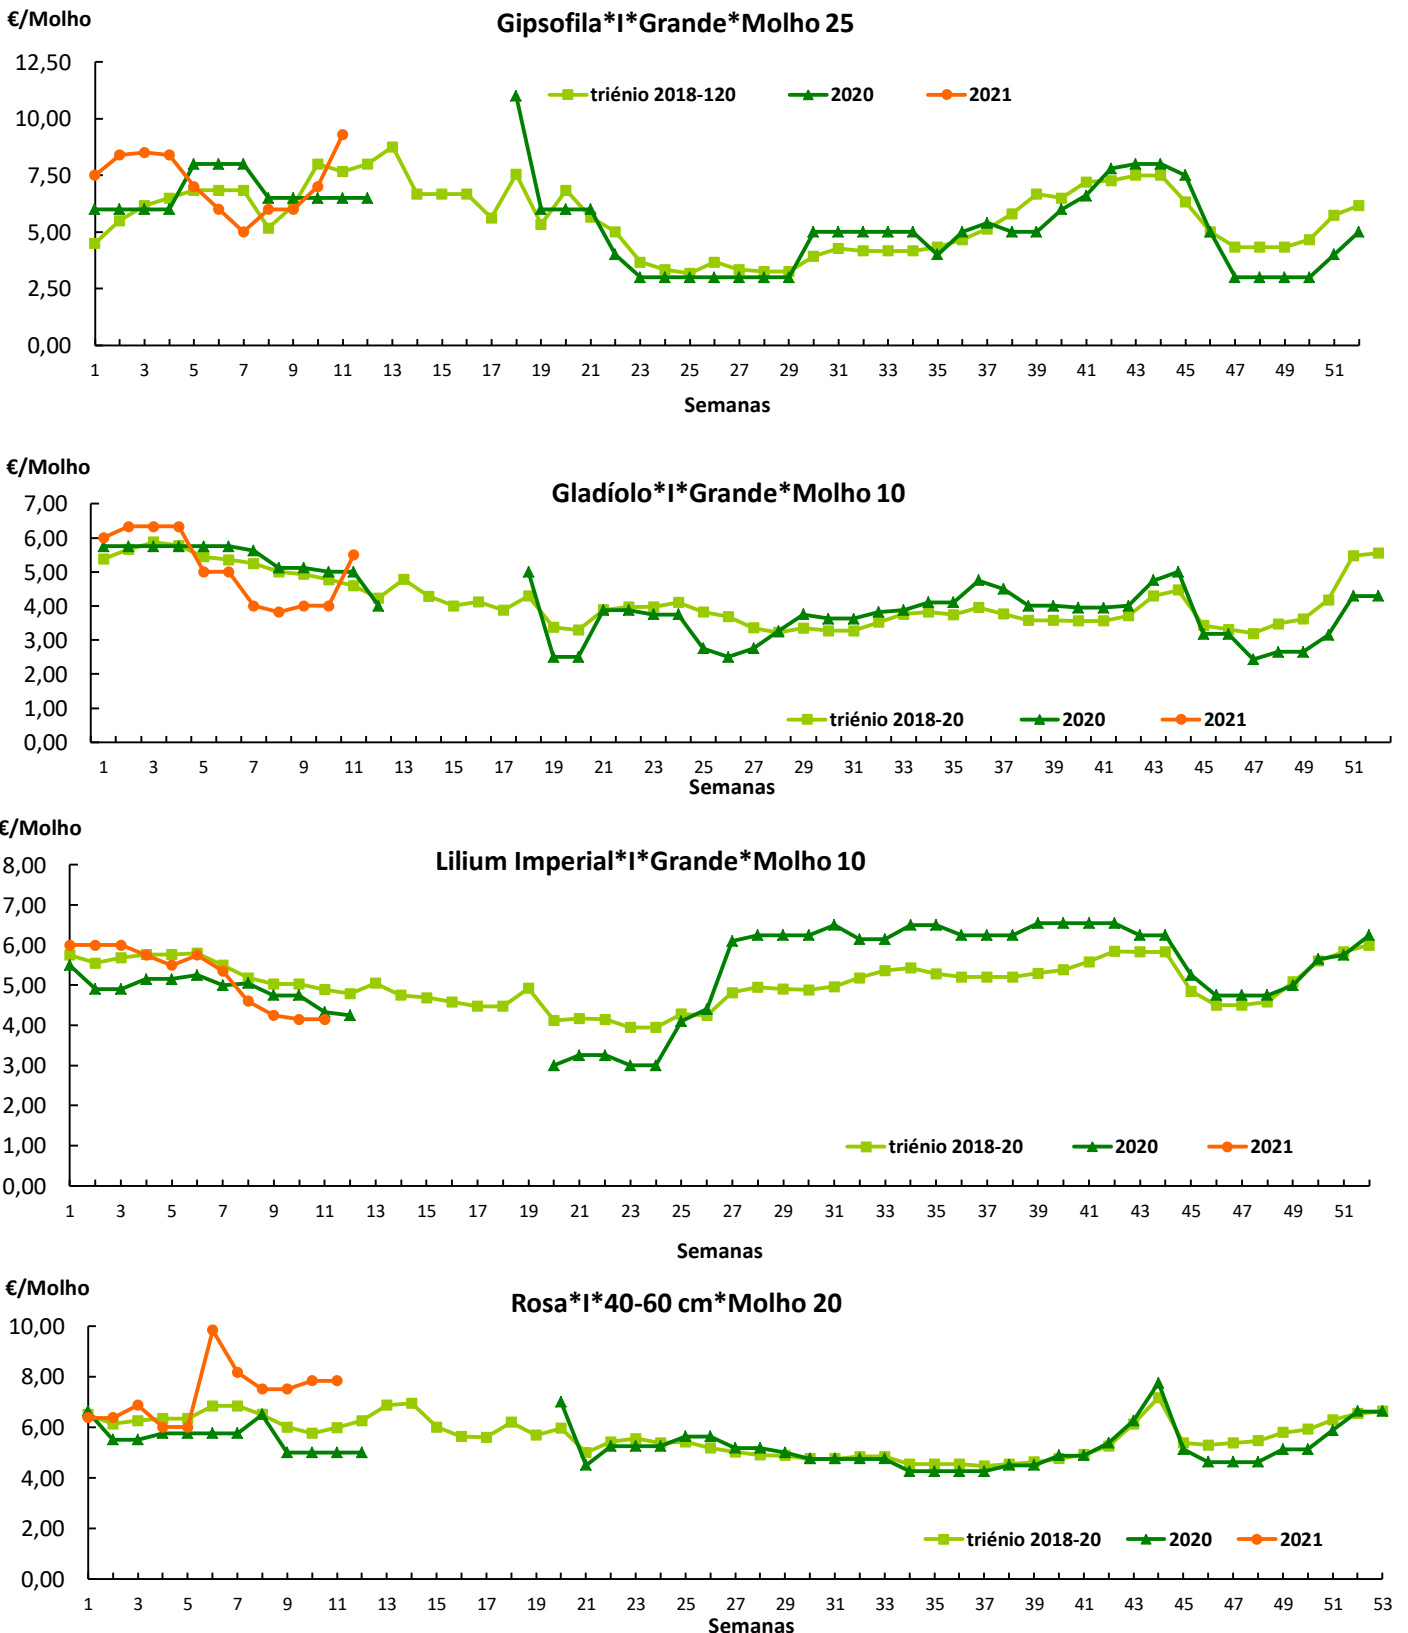 €/Molho
Gipsofila*I*Grande*Molho 25
12,50
10,00
7,50
5,00
2,50
0,00
triénio 2018-120 2020 2021
1 3 5 7 9 11 13 15 17 19 21 23 25 27 29 31 33 35 37 39 41 43 45 47 49 51
Semanas
€/Molho
Gladíolo*I*Grande*Molho 10
7,00
6,00
5,00
4,00
3,00
2,00
1,00
0,00
triénio 2018-20 2020 2021
1 3 5 7 9 11 13 15 17 19 21 23 25 27 29 31 33 35 37 39 41 43 45 47 49 51
Semanas
€/Molho
Lilium Imperial*I*Grande*Molho 10
8,00
7,00
6,00
5,00
4,00
3,00
2,00
1,00
0,00
triénio 2018-20 2020 2021
1 3 5 7 9 11 13 15 17 19 21 23 25 27 29 31 33 35 37 39 41 43 45 47 49 51
Semanas
€/Molho
Rosa*I*40-60 cm*Molho 20
10,00
8,00
6,00
4,00
2,00
0,00
triénio 2018-20 2020 2021
1 3 5 7 9 11 13 15 17 19 21 23 25 27 29 31 33 35 37 39 41 43 45 47 49 51 53
Semanas